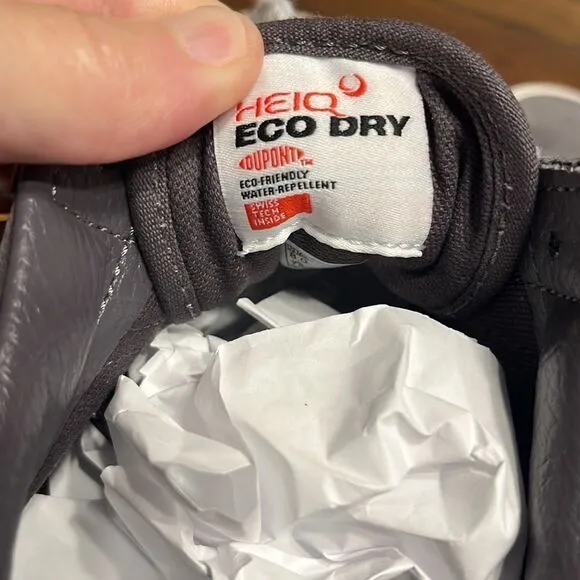 HEIQ
ECO DRY
DUPONT™
ECO-FRIENDLY
WATER-REPELLENT
SWISS
TECH
INSIDE